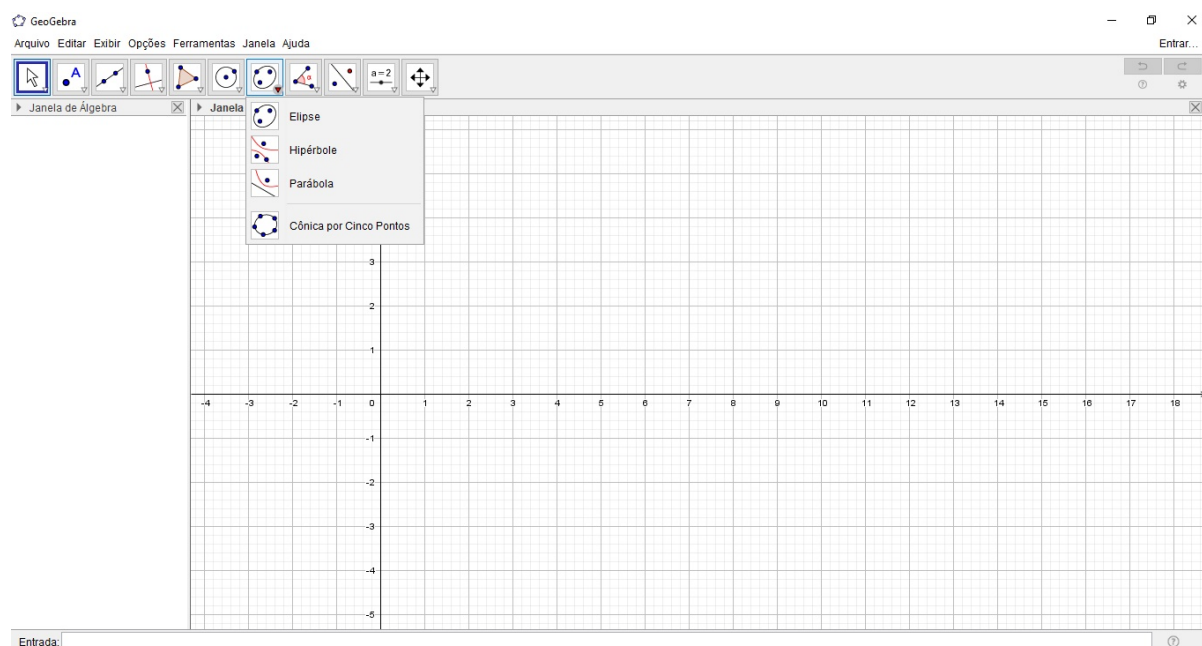 GeoGebra
Arquivo Editar Exibir Opções Ferramentas Janela Ajuda
Entrar...
A
α
a=2
Janela de Álgebra
Janela
Elipse
Hipérbole
Parábola
Cônica por Cinco Pontos
3
2
1
-4 -3 -2 -1 0 1 2 3 4 5 6 7 8 9 10 11 12 13 14 15 16 17 18
-1
-2
-3
-4
-5
Entrada: